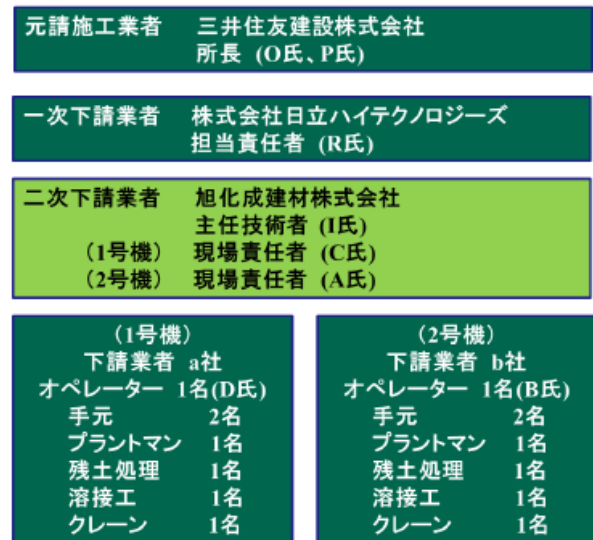 元請施工業者 三井住友建設株式会社
所長 (O氏、P氏)
一次下請業者 株式会社日立ハイテクノロジーズ
担当責任者 (R氏)
二次下請業者 旭化成建材株式会社
主任技術者 (I氏)
(1号機) 現場責任者 (C氏)
(2号機) 現場責任者 (A氏)
(1号機)
下請業者 a社
オペレーター 1名(D氏)
手元 2名
プラントマン 1名
残土処理 1名
溶接工 1名
クレーン 1名
(2号機)
下請業者 b社
オペレーター 1名(B氏)
手元 2名
プラントマン 1名
残土処理 1名
溶接工 1名
クレーン 1名